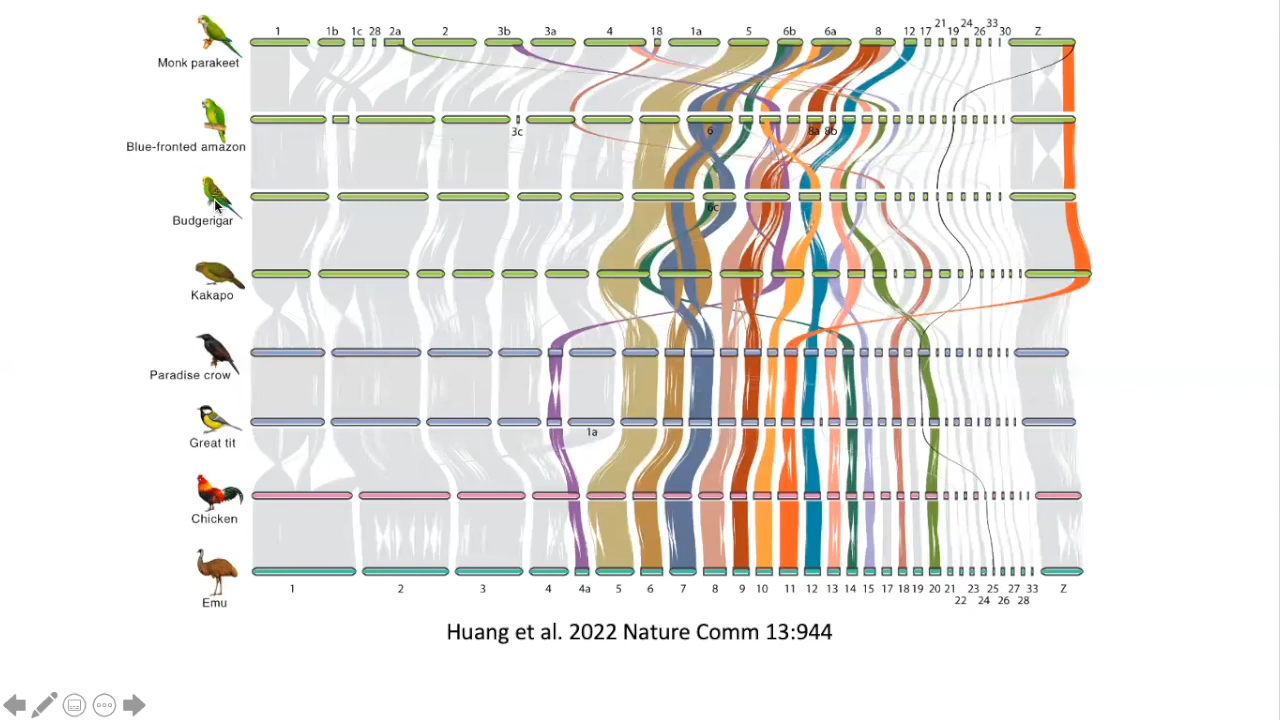 1 1b 1c 28 2a 2 3b 3a 4 18 1a 5 6b 6a 8 12 17 21 19 24 26 33 30 Z
Monk parakeet
3c 6 8a 8b
Blue-fronted amazon
6c
Budgerigar
Kakapo
Paradise crow
1a
Great tit
Chicken
1 2 3 4 4a 5 6 7 8 9 10 11 12 13 14 15 17 18 19 20 21 22 23 24 25 26 27 28 33 Z
Emu
Huang et al. 2022 Nature Comm 13:944